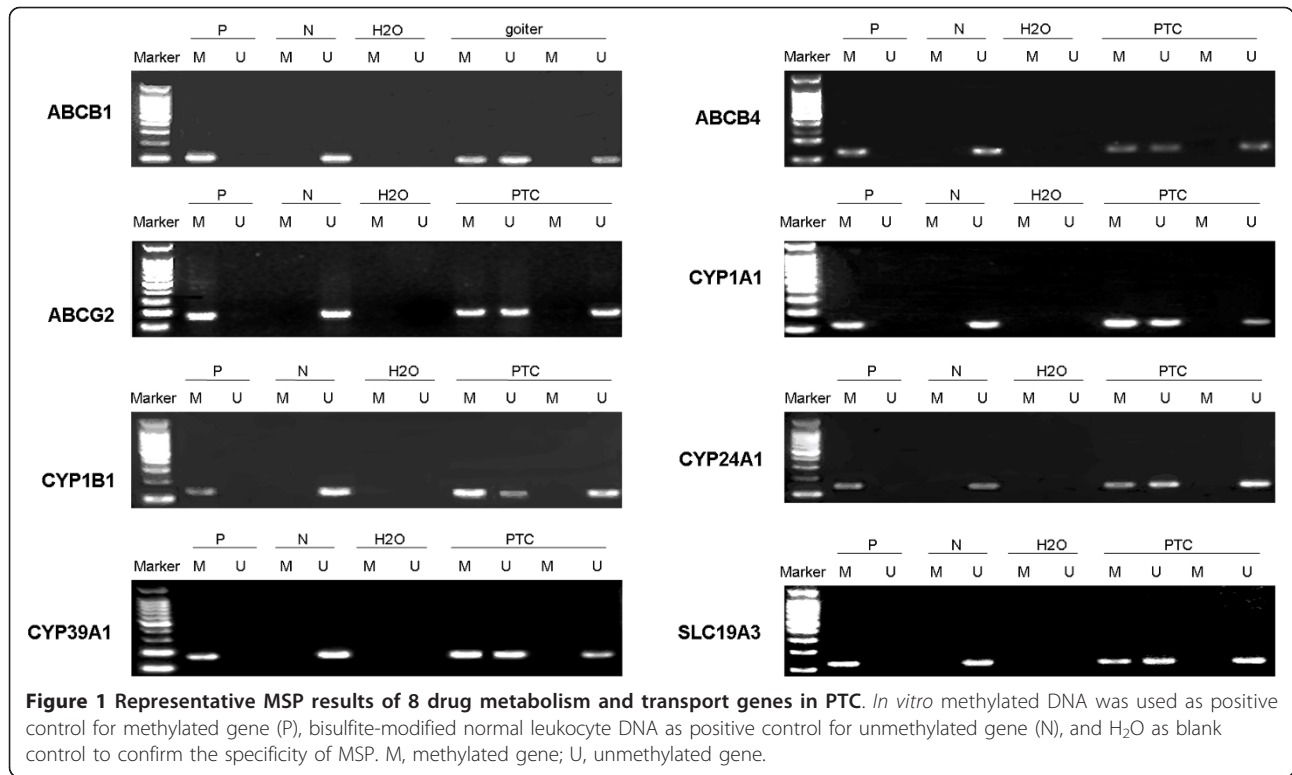 P N H2O goiter
Marker M U M U M U M U M U
ABCB1
P N H2O PTC
Marker M U M U M U M U M U
ABCB4
P N H2O PTC
M U M U M U M U M U
ABCG2
P N H2O PTC
Marker M U M U M U M U M U
CYP1A1
P N H2O PTC
Marker M U M U M U M U M U
CYP1B1
P N H2O PTC
Marker M U M U M U M U M U
CYP24A1
P N H2O PTC
Marker M U M U M U M U M U
CYP39A1
P N H2O PTC
Marker M U M U M U M U M U
SLC19A3
Figure 1 Representative MSP results of 8 drug metabolism and transport genes in PTC. In vitro methylated DNA was used as positive
control for methylated gene (P), bisulfite-modified normal leukocyte DNA as positive control for unmethylated gene (N), and H₂O as blank
control to confirm the specificity of MSP. M, methylated gene; U, unmethylated gene.